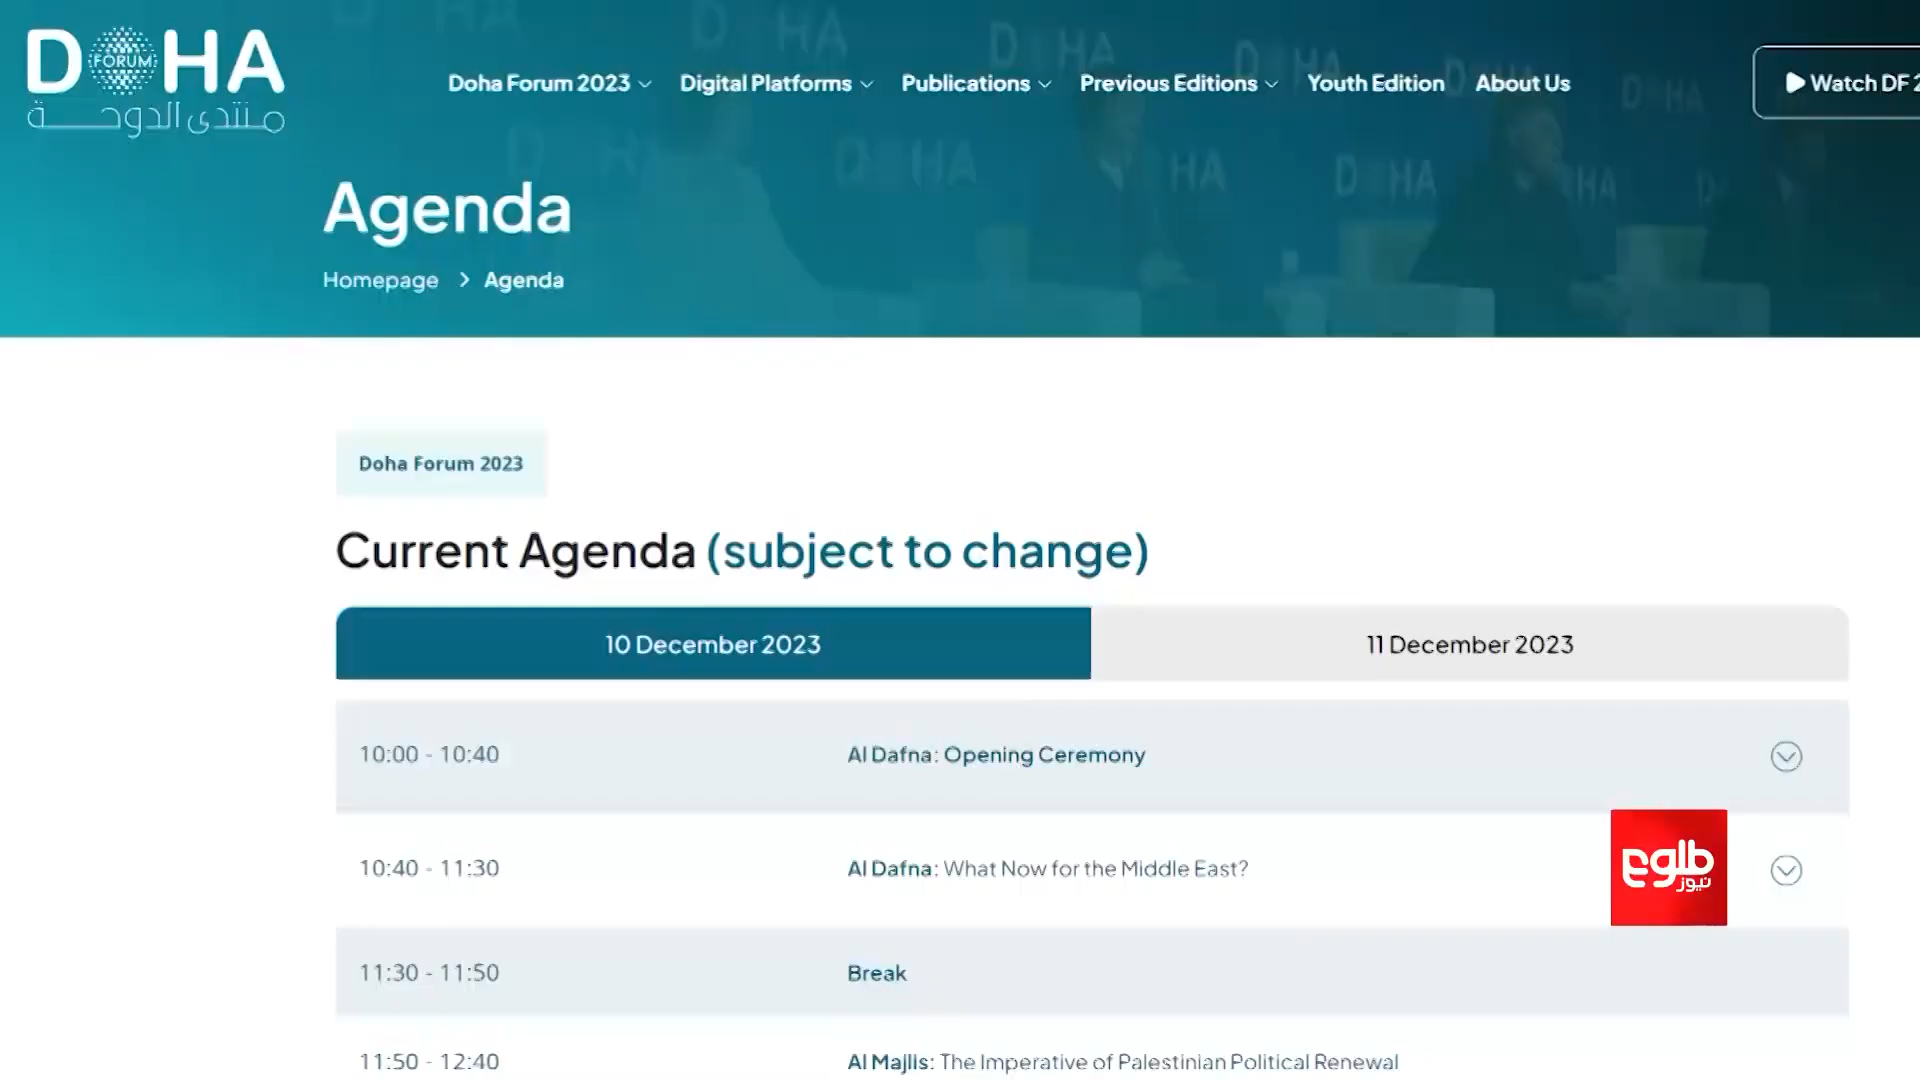 DOHA
FORUM
منتدى الدوحة
Doha Forum 2023
Digital Platforms
Publications
Previous Editions
Youth Edition
About Us
Watch DF 2
Agenda
Homepage > Agenda
Doha Forum 2023
Current Agenda (subject to change)
10 December 2023
11 December 2023
10:00 - 10:40 Al Dafna: Opening Ceremony
10:40 - 11:30 Al Dafna: What Now for the Middle East?
طلوع
نیوز
11:30 - 11:50 Break
11:50 - 12:40 Al Majlis: The Imperative of Palestinian Political Renewal